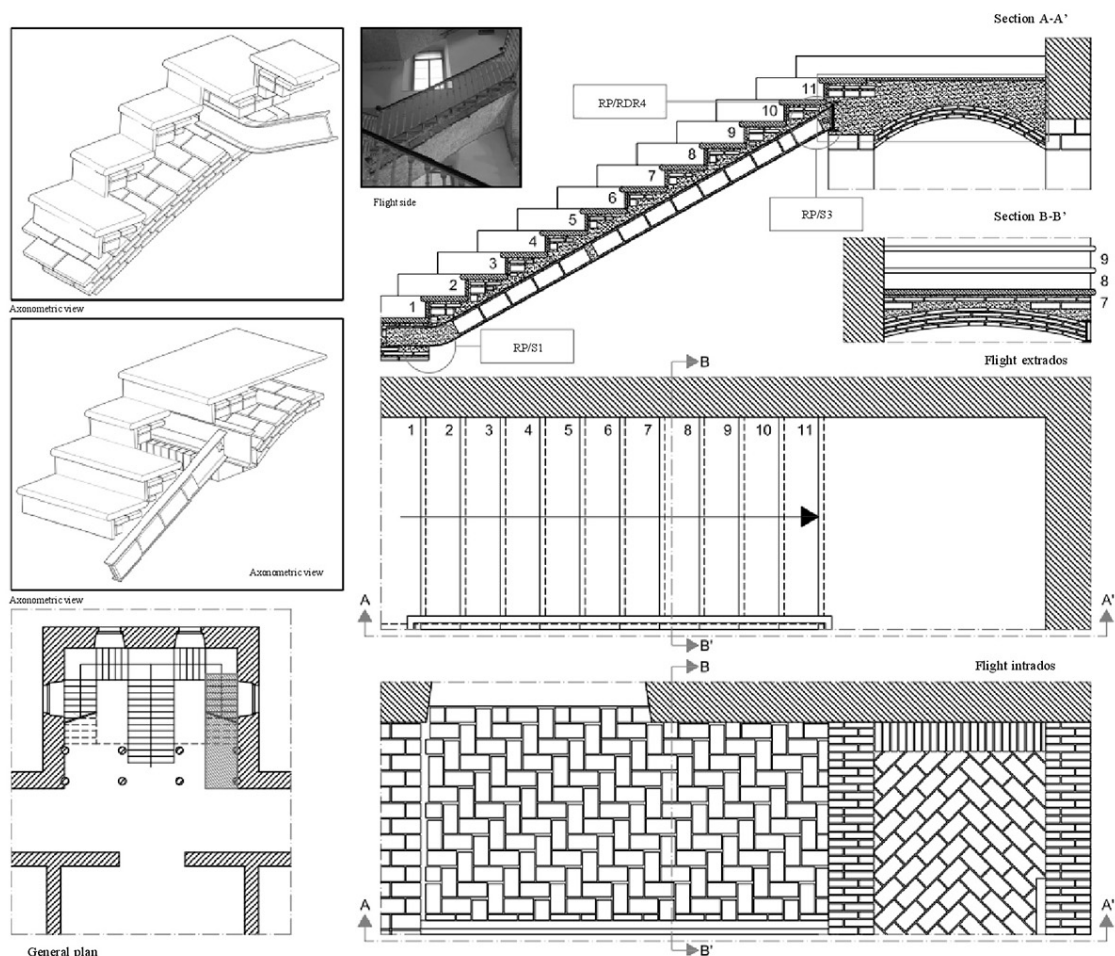 Section A-A'
11
10
RP/RDR4
9
8
7
6
5
4
3
2
1
RP/S3
RP/S1
Flight side
Axonometric view
Section B-B'
9
8
7
Flight extrados
B
1 2 3 4 5 6 7 8 9 10 11
A A'
B'
Axonometric view
Axonometric view
B
Flight intrados
A A'
B'
General plan